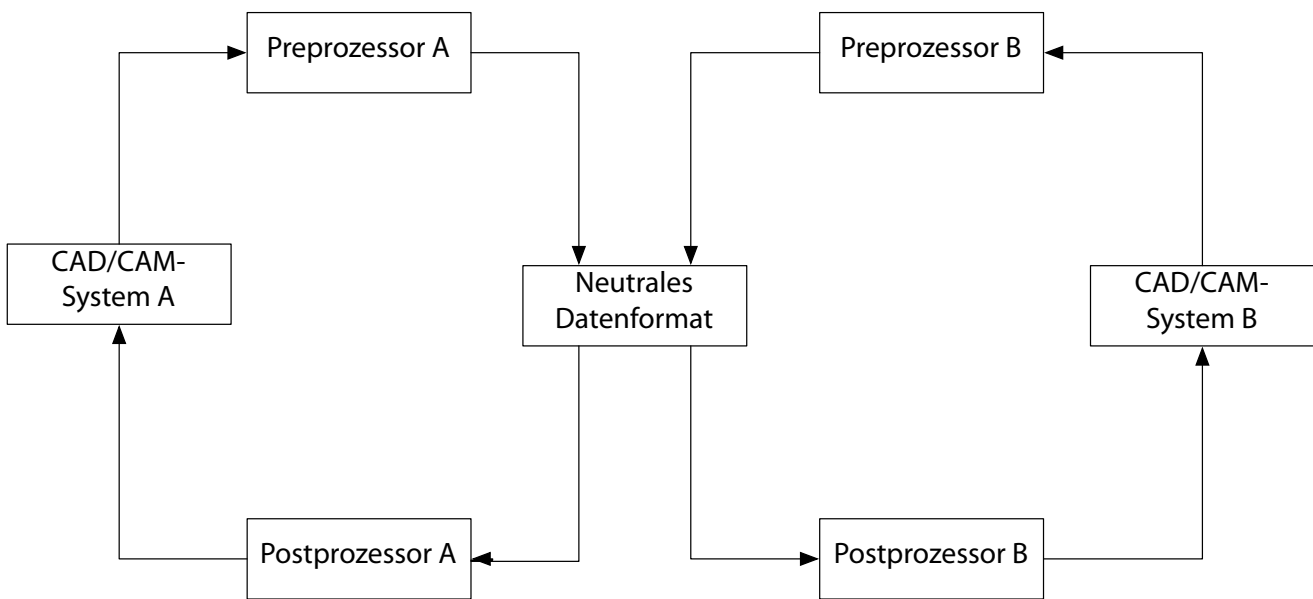 Preprozessor A
Preprozessor B
CAD/CAM-
System A
Neutrales
Datenformat
CAD/CAM-
System B
Postprozessor A
Postprozessor B